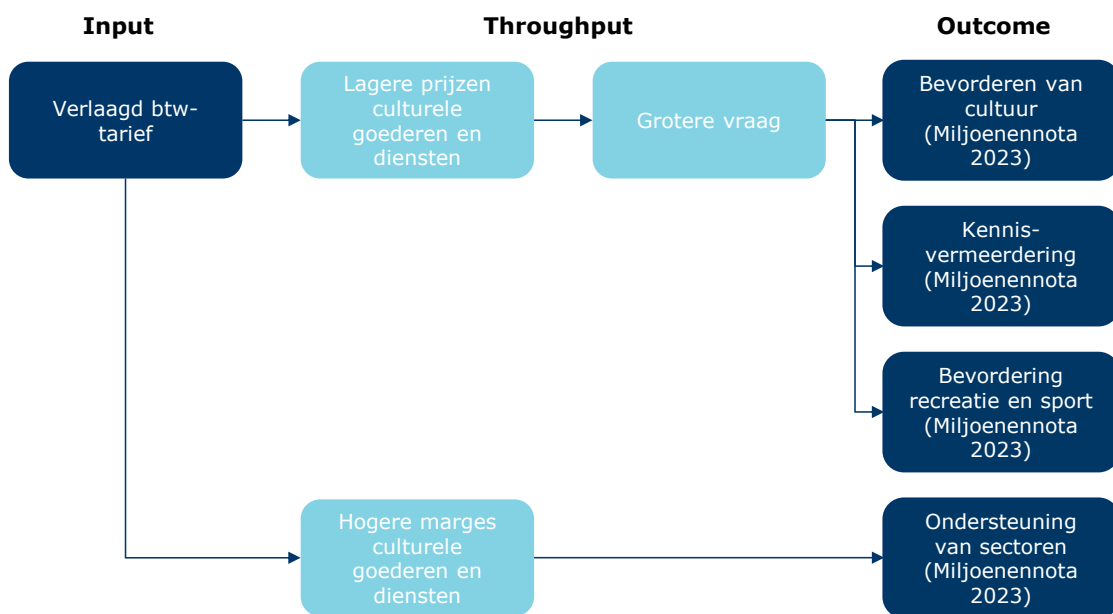 Input
Throughput
Outcome
Verlaagd btw-
tarief
Lagere prijzen
culturele
goederen en
diensten
Grotere vraag
Bevorderen van
cultuur
(Miljoenennota
2023)
Kennis-
vermeerdering
(Miljoenennota
2023)
Bevordering
recreatie en sport
(Miljoenennota
2023)
Hogere marges
culturele
goederen en
diensten
Ondersteuning
van sectoren
(Miljoenennota
2023)